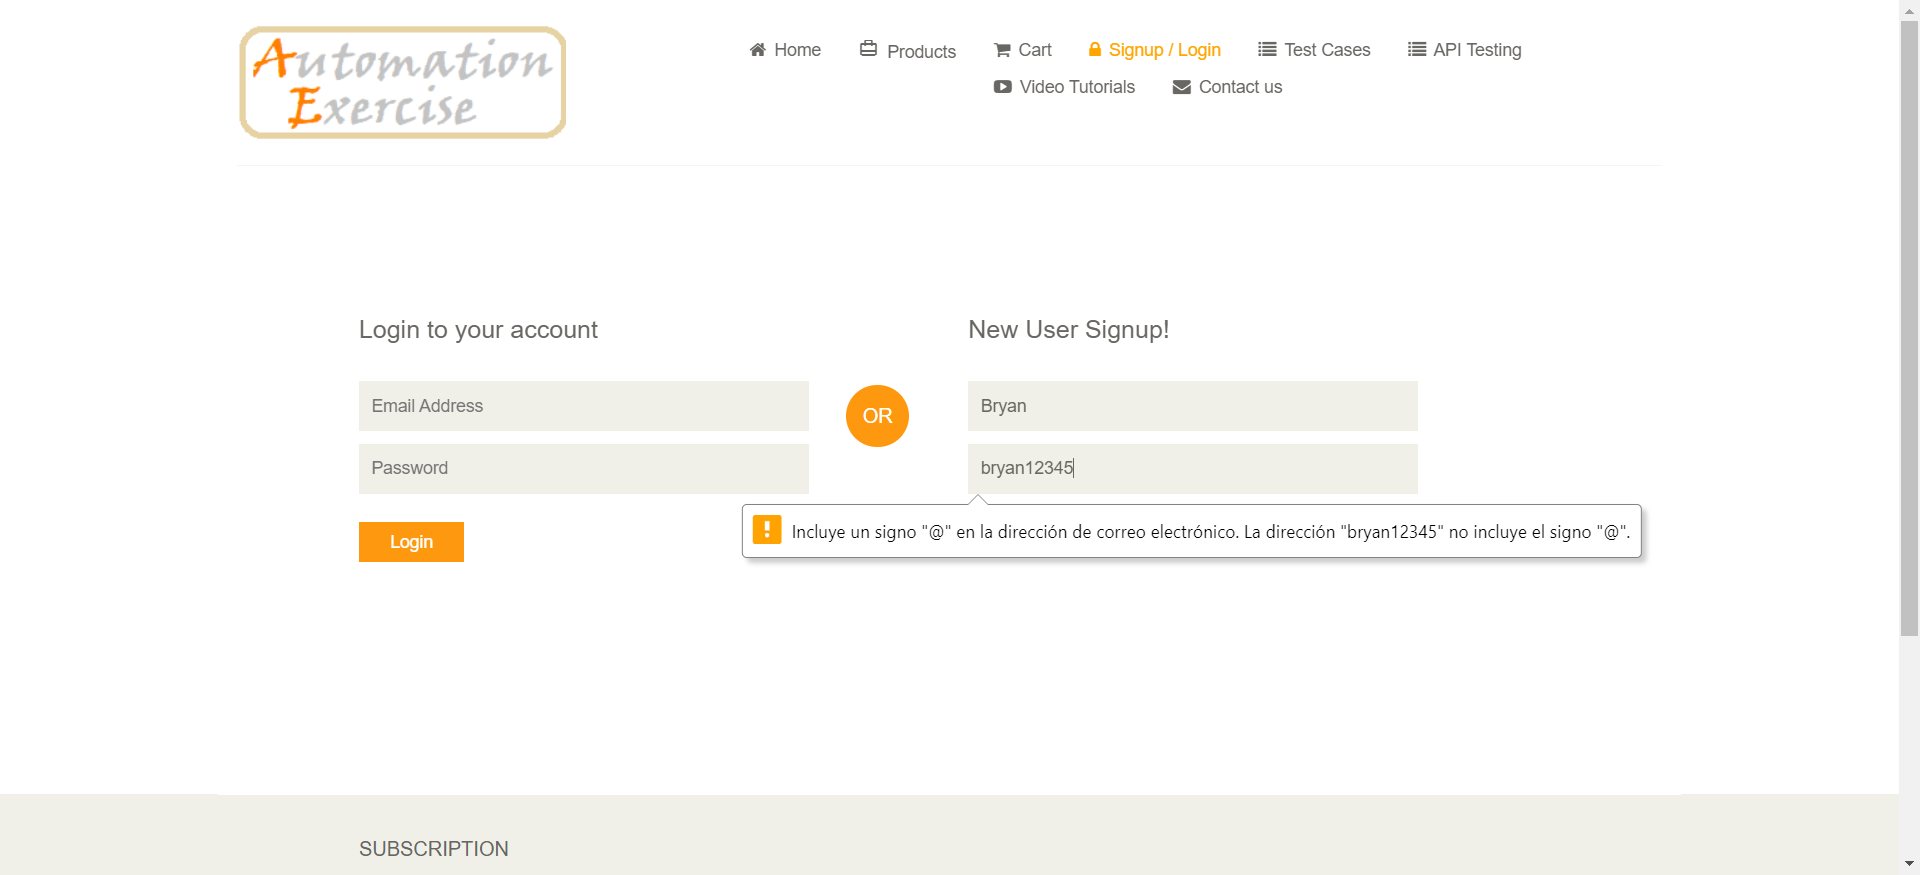 Automation
Exercise
Home
Products
Cart
Signup / Login
Test Cases
API Testing
Video Tutorials
Contact us
Login to your account
Email Address
Password
Login
OR
New User Signup!
Bryan
bryan12345
Incluye un signo "@" en la dirección de correo electrónico. La dirección "bryan12345" no incluye el signo "@".
SUBSCRIPTION